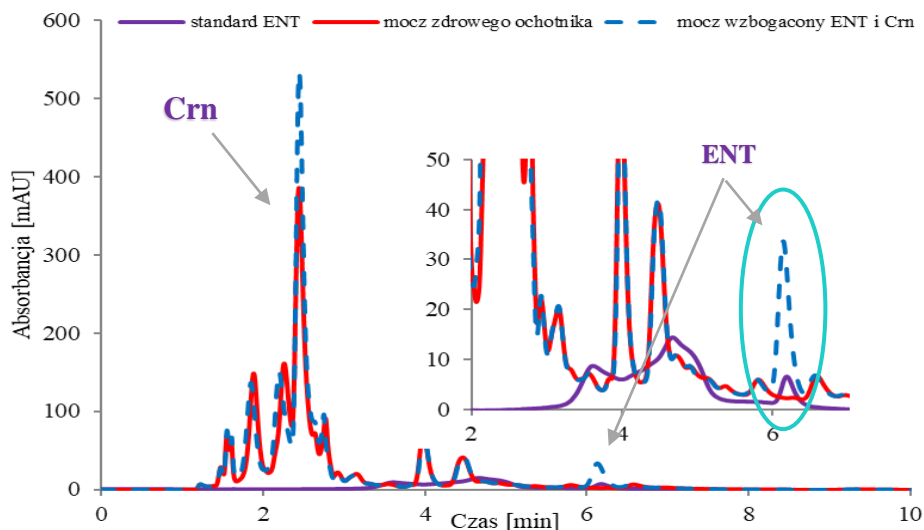 standard ENT mocz zdrowego ochotnika mocz wzbogacony ENT i Crn
600
500
400
300
200
100
0
Absorbancja [mAU]
Crn
ENT
50
40
30
20
10
0
2 4 6
0 2 4 6 8 10
Czas [min]